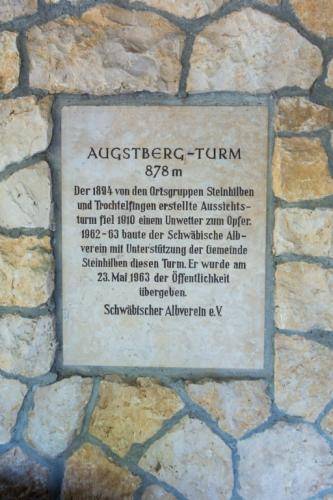 AUGSTBERG-TURM
878 m
Der 1894 von den Ortsgruppen Steinhilben
und Trochtelfingen erstellte Aussichts-
turm fiel 1910 einem Unwetter zum Opfer.
1962-63 baute der Schwäbische Alb-
verein mit Unterstützung der Gemeinde
Steinhilben diesen Turm. Er wurde am
23. Mai 1963 der Öffentlichkeit
übergeben.
Schwäbischer Albverein e.V.